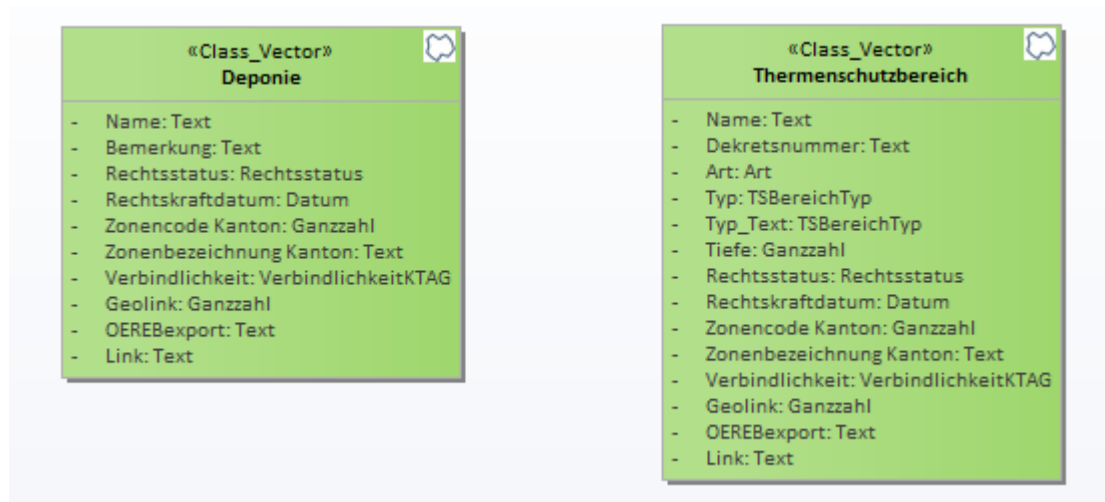 «Class_Vector»
Deponie
- Name: Text
- Bemerkung: Text
- Rechtsstatus: Rechtsstatus
- Rechtskraftdatum: Datum
- Zonencode Kanton: Ganzzahl
- Zonenbezeichnung Kanton: Text
- Verbindlichkeit: VerbindlichkeitKTAG
- Geolink: Ganzzahl
- OEREBexport: Text
- Link: Text
«Class_Vector»
Thermenschutzbereich
- Name: Text
- Dekretsnummer: Text
- Art: Art
- Typ: TSBereichTyp
- Typ_Text: TSBereichTyp
- Tiefe: Ganzzahl
- Rechtsstatus: Rechtsstatus
- Rechtskraftdatum: Datum
- Zonencode Kanton: Ganzzahl
- Zonenbezeichnung Kanton: Text
- Verbindlichkeit: VerbindlichkeitKTAG
- Geolink: Ganzzahl
- OEREBexport: Text
- Link: Text